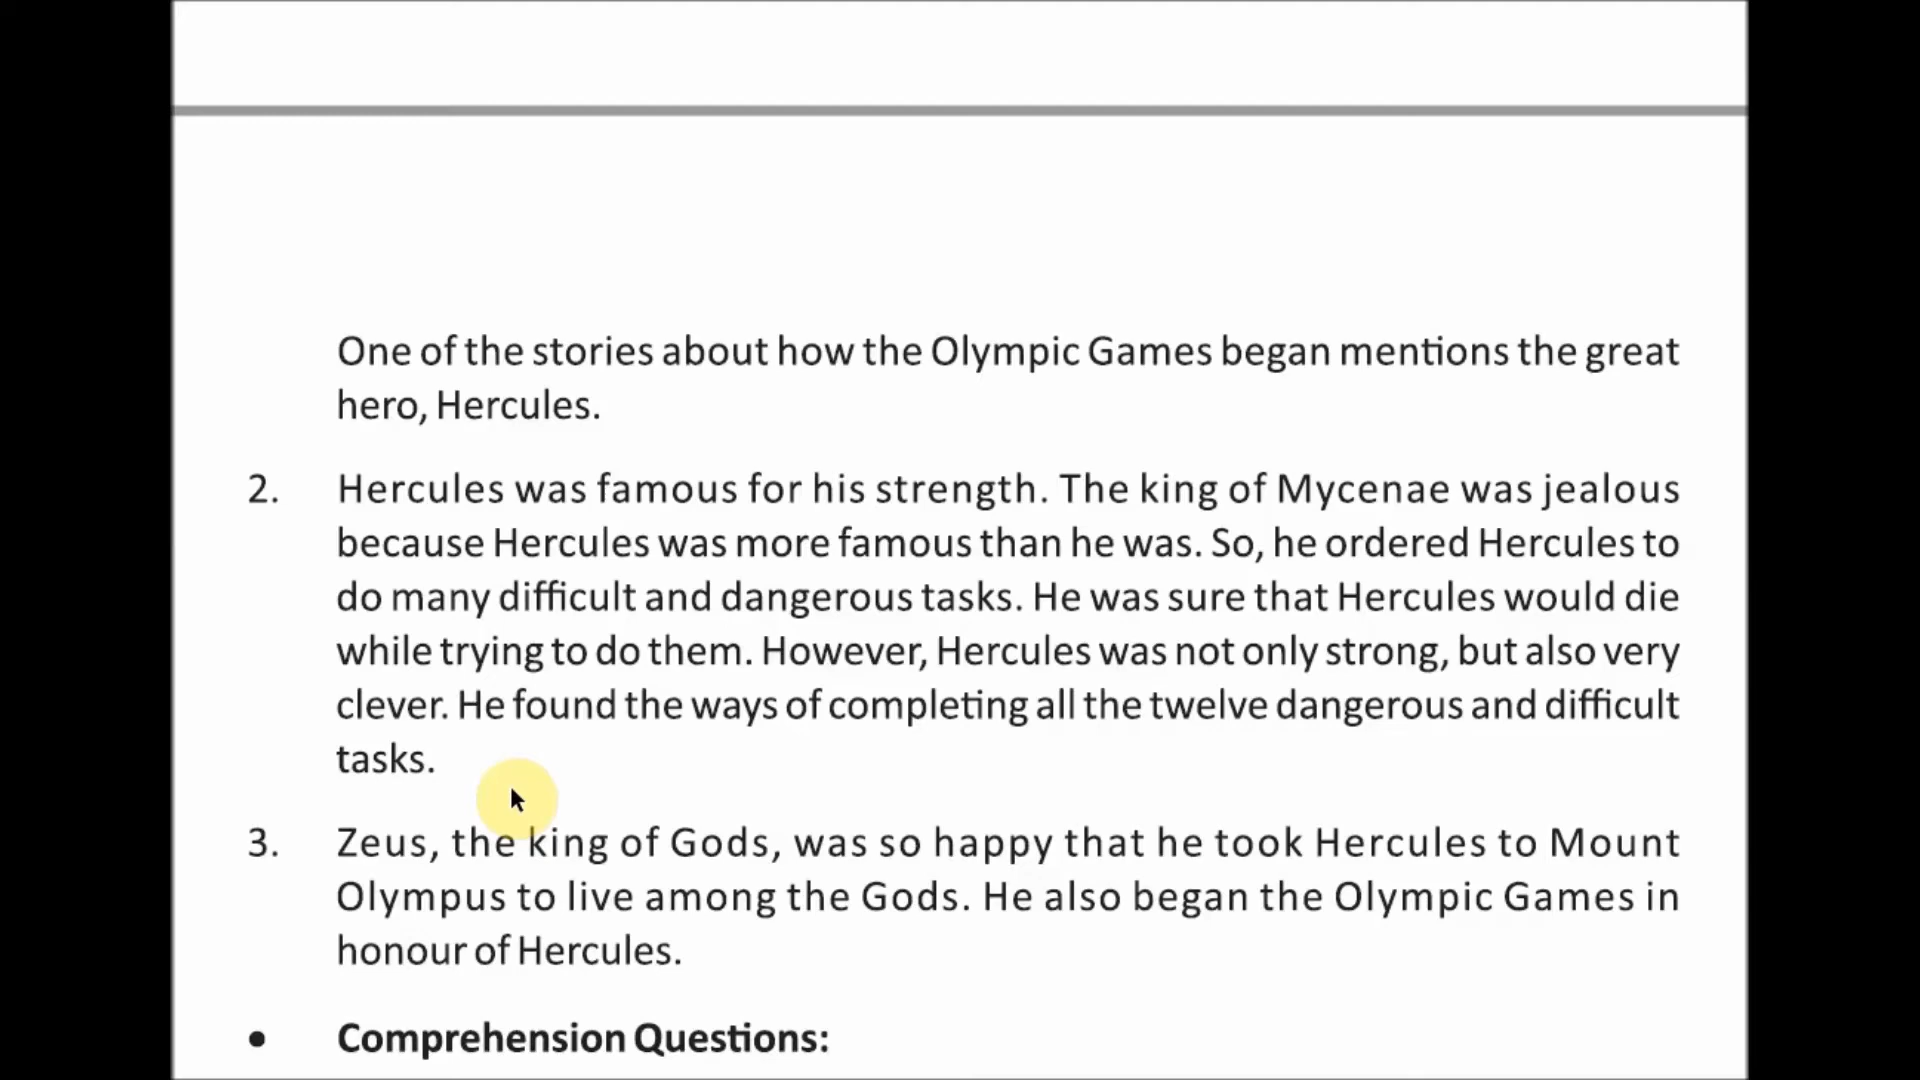 One of the stories about how the Olympic Games began mentions the great
hero, Hercules.
2. Hercules was famous for his strength. The king of Mycenae was jealous
because Hercules was more famous than he was. So, he ordered Hercules to
do many difficult and dangerous tasks. He was sure that Hercules would die
while trying to do them. However, Hercules was not only strong, but also very
clever. He found the ways of completing all the twelve dangerous and difficult
tasks.
3. Zeus, the king of Gods, was so happy that he took Hercules to Mount
Olympus to live among the Gods. He also began the Olympic Games in
honour of Hercules.
• Comprehension Questions: